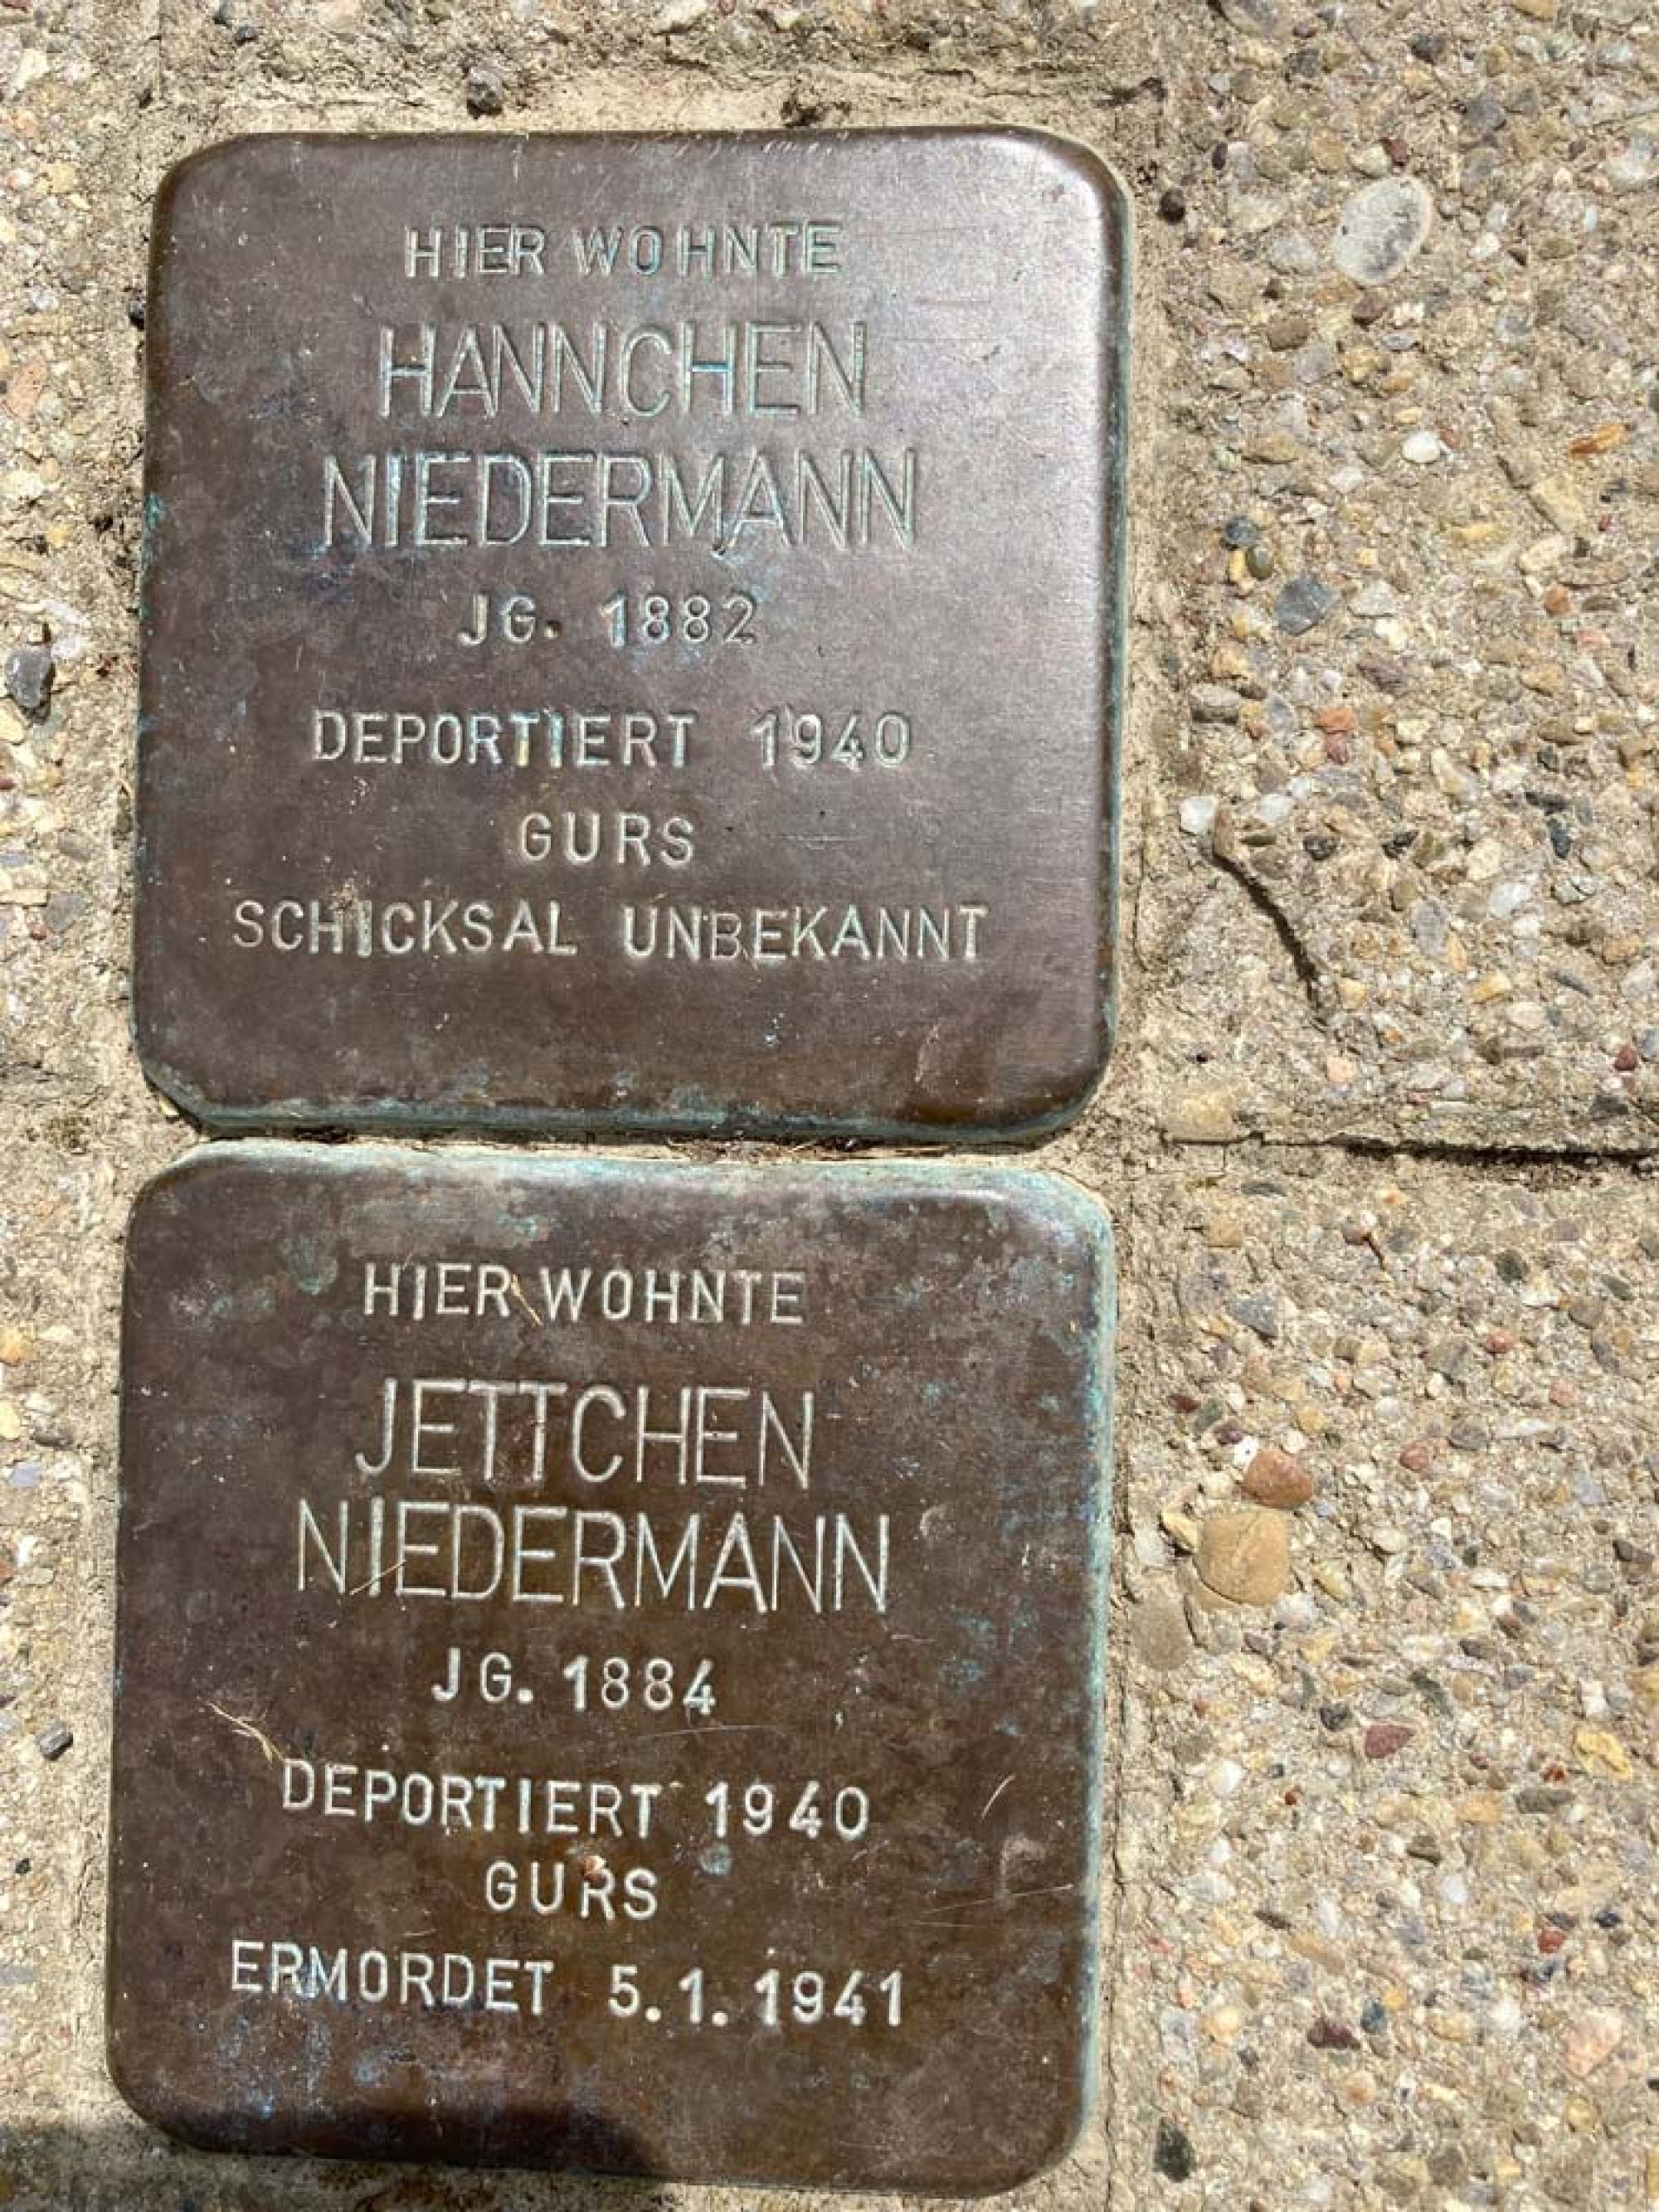 HIER WOHNTE
HANNCHEN
NIEDERMANN
JG. 1882
DEPORTIERT 1940
GURS
SCHICKSAL UNBEKANNT
HIER WOHNTE
JETTCHEN
NIEDERMANN
JG. 1884
DEPORTIERT 1940
GURS
ERMORDET 5.1.1941